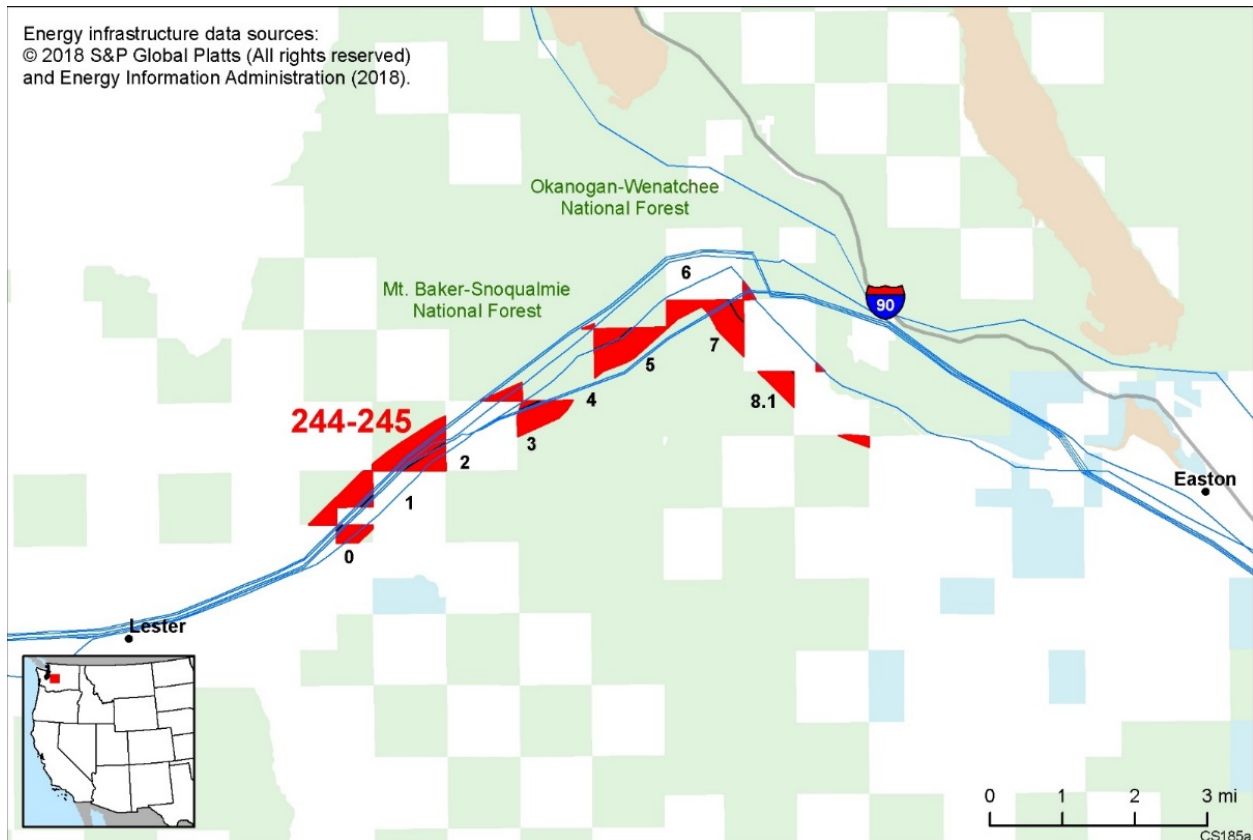 Energy infrastructure data sources:
© 2018 S&P Global Platts (All rights reserved)
and Energy Information Administration (2018).
Okanogan-Wenatchee
National Forest
Mt. Baker-Snoqualmie
National Forest
6
90
7
5
8.1
4
244-245
3
2
1
0
Easton
Lester
0 1 2 3 mi
CS185a